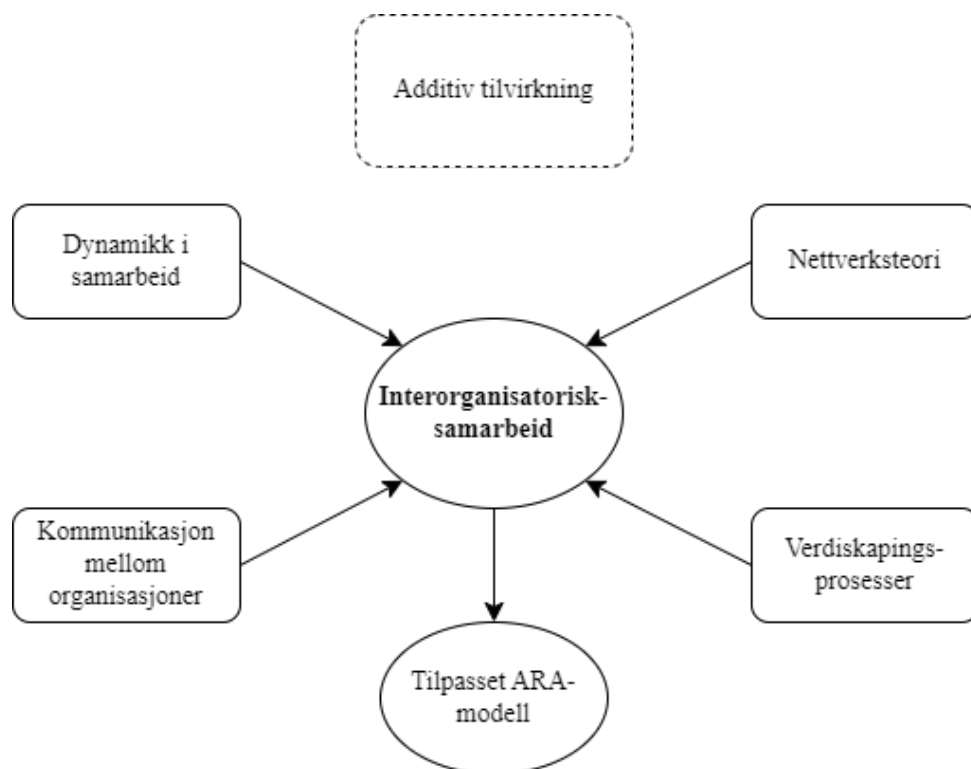 Additiv tilvirkning
Dynamikk i
samarbeid
Nettverksteori
Interorganisatorisk-
samarbeid
Kommunikasjon
mellom
organisasjoner
Verdiskapings-
prosesser
Tilpasset ARA-
modell